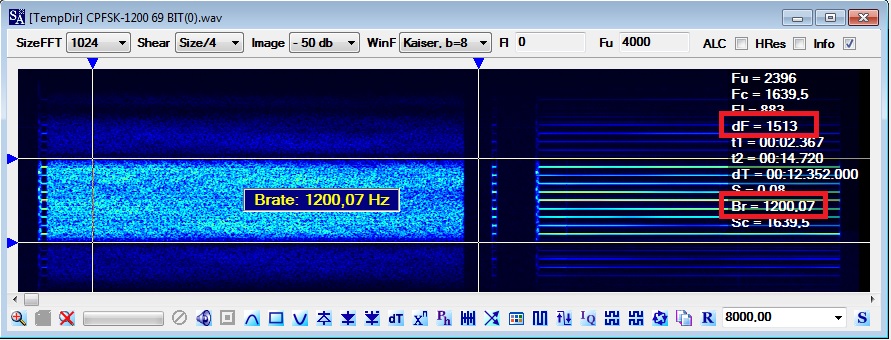 [TempDir] CPFSK-1200 69 BIT(0).wav
SizeFFT 1024 Shear Size/4 Image - 50 db WinF Kaiser, b=8 Fl 0 Fu 4000 ALC HRes Info
Fu = 2396
Fc = 1639,5
Fl = 883
dF = 1513
t1 = 00:02.367
t2 = 00:14.720
dT = 00:12.352.000
S = 0,08
Brate: 1200,07 Hz
Br = 1200,07
Sc = 1639,5
dT Xⁿ Ph IQ R 8000,00 S